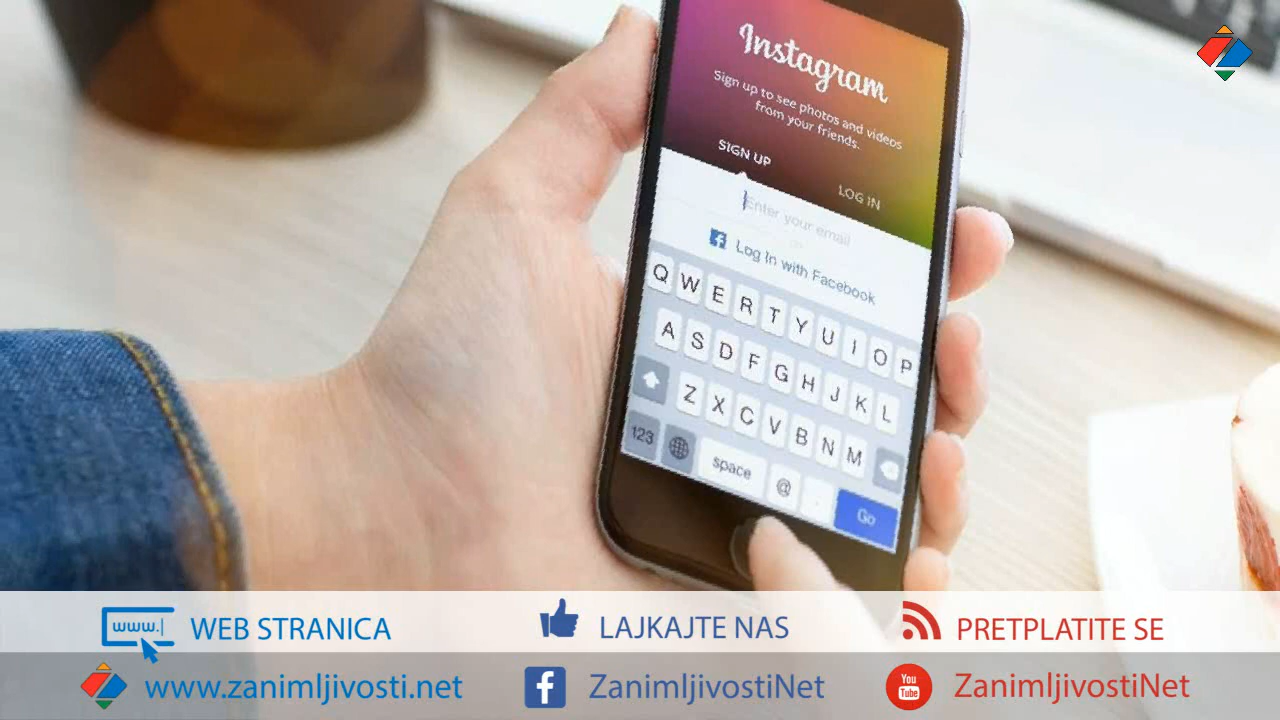 Instagram
Sign up to see photos and videos
from your friends.
SIGN UP
LOG IN
Enter your email
Log In with Facebook
Q W E R T Y U I O P
A S D F G H J K L
Z X C V B N M
123 space @ . Go
www.| WEB STRANICA
LAJKAJTE NAS
PRETPLATITE SE
www.zanimljivosti.net
f ZanimljivostiNet
You Tube ZanimljivostiNet